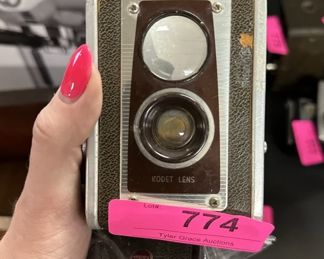 KODET LENS
Lot#
774
Tyler Grace Auctions